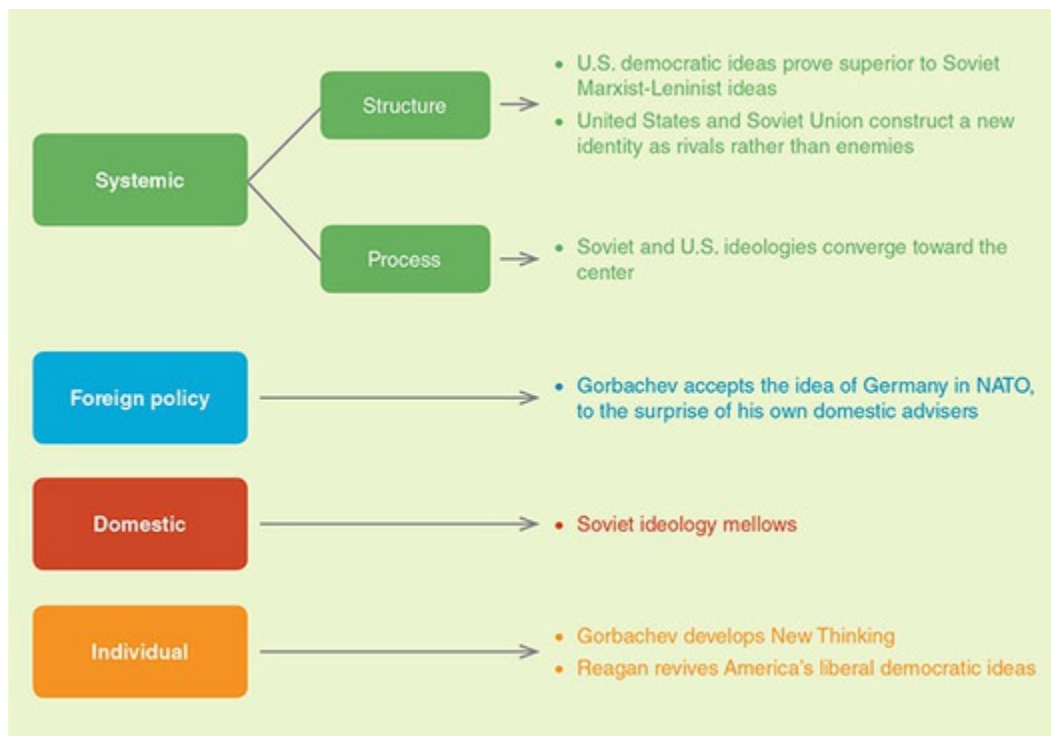 Systemic
Structure
• U.S. democratic ideas prove superior to Soviet
Marxist-Leninist ideas
• United States and Soviet Union construct a new
identity as rivals rather than enemies
Process
• Soviet and U.S. ideologies converge toward the
center
Foreign policy
• Gorbachev accepts the idea of Germany in NATO,
to the surprise of his own domestic advisers
Domestic
• Soviet ideology mellows
Individual
• Gorbachev develops New Thinking
• Reagan revives America's liberal democratic ideas